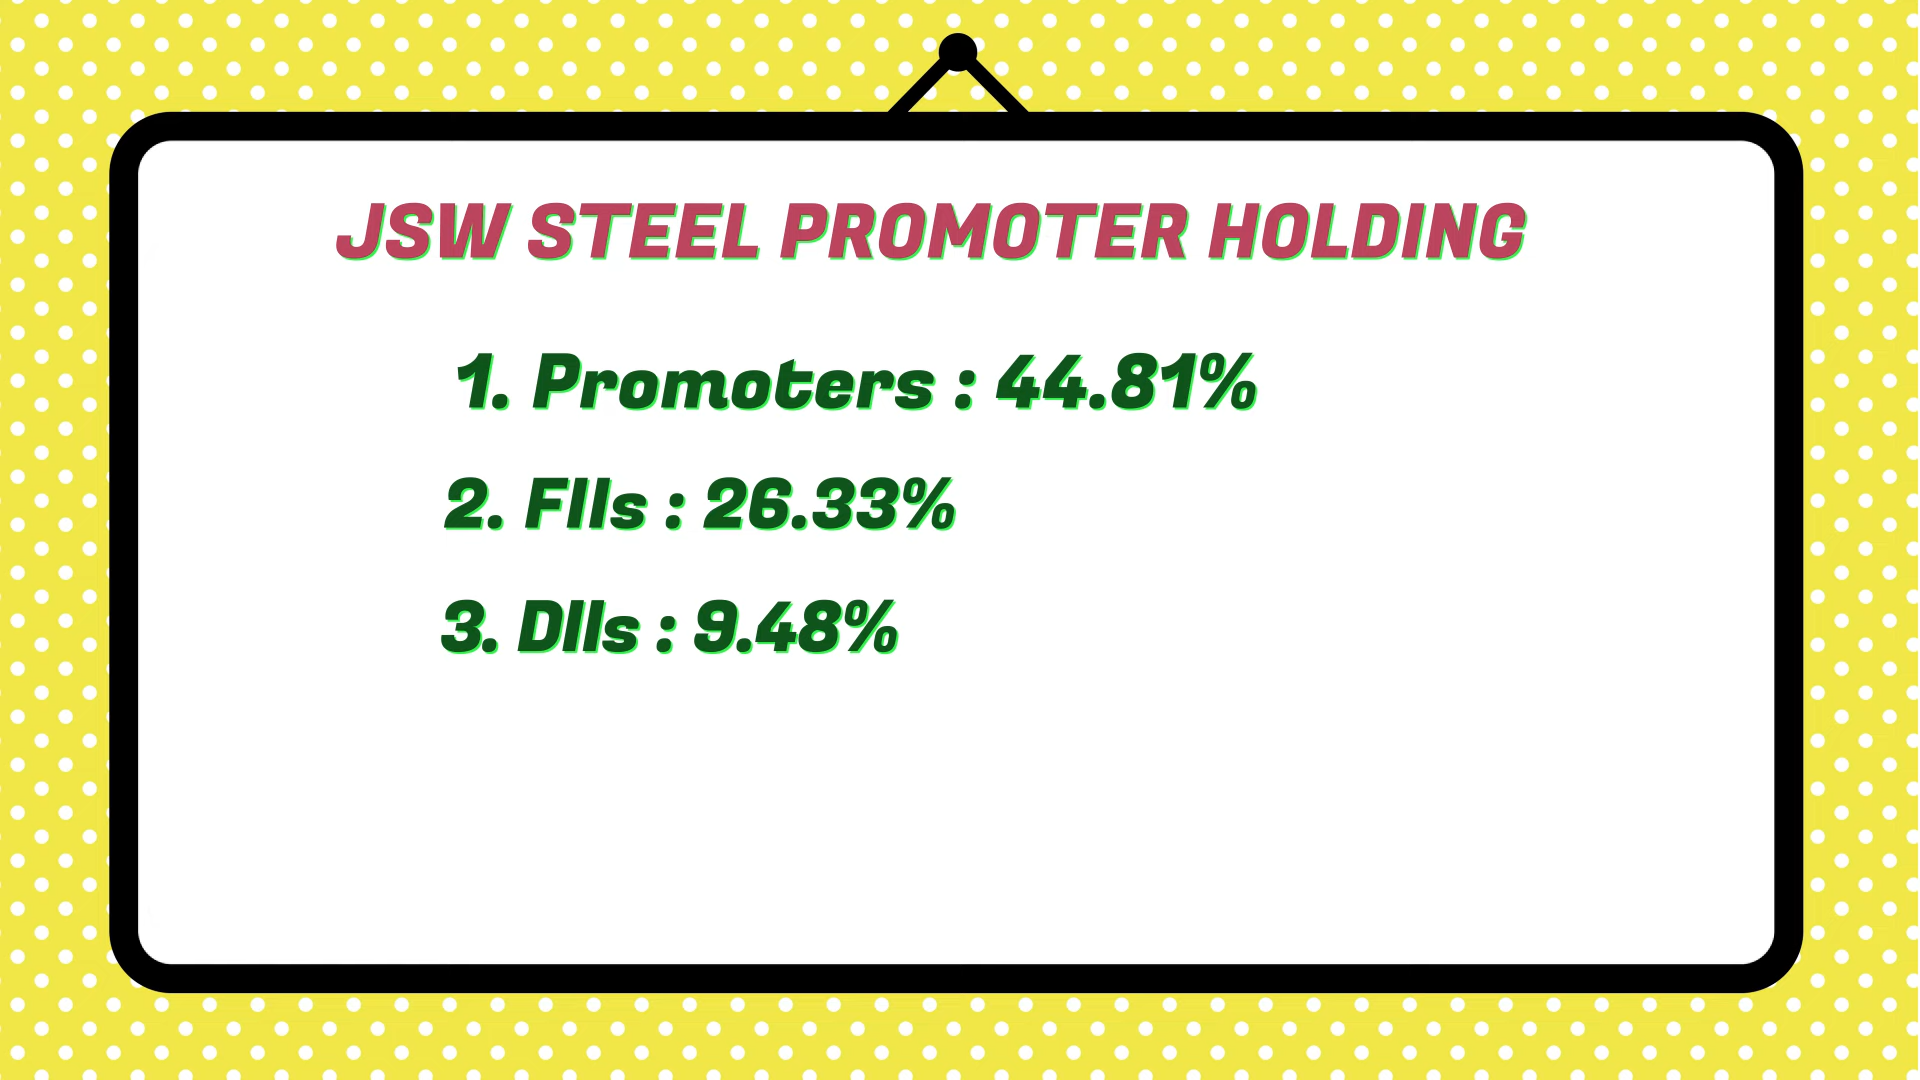 JSW STEEL PROMOTER HOLDING
1. Promoters : 44.81%
2. FIIs : 26.33%
3. DIIs : 9.48%